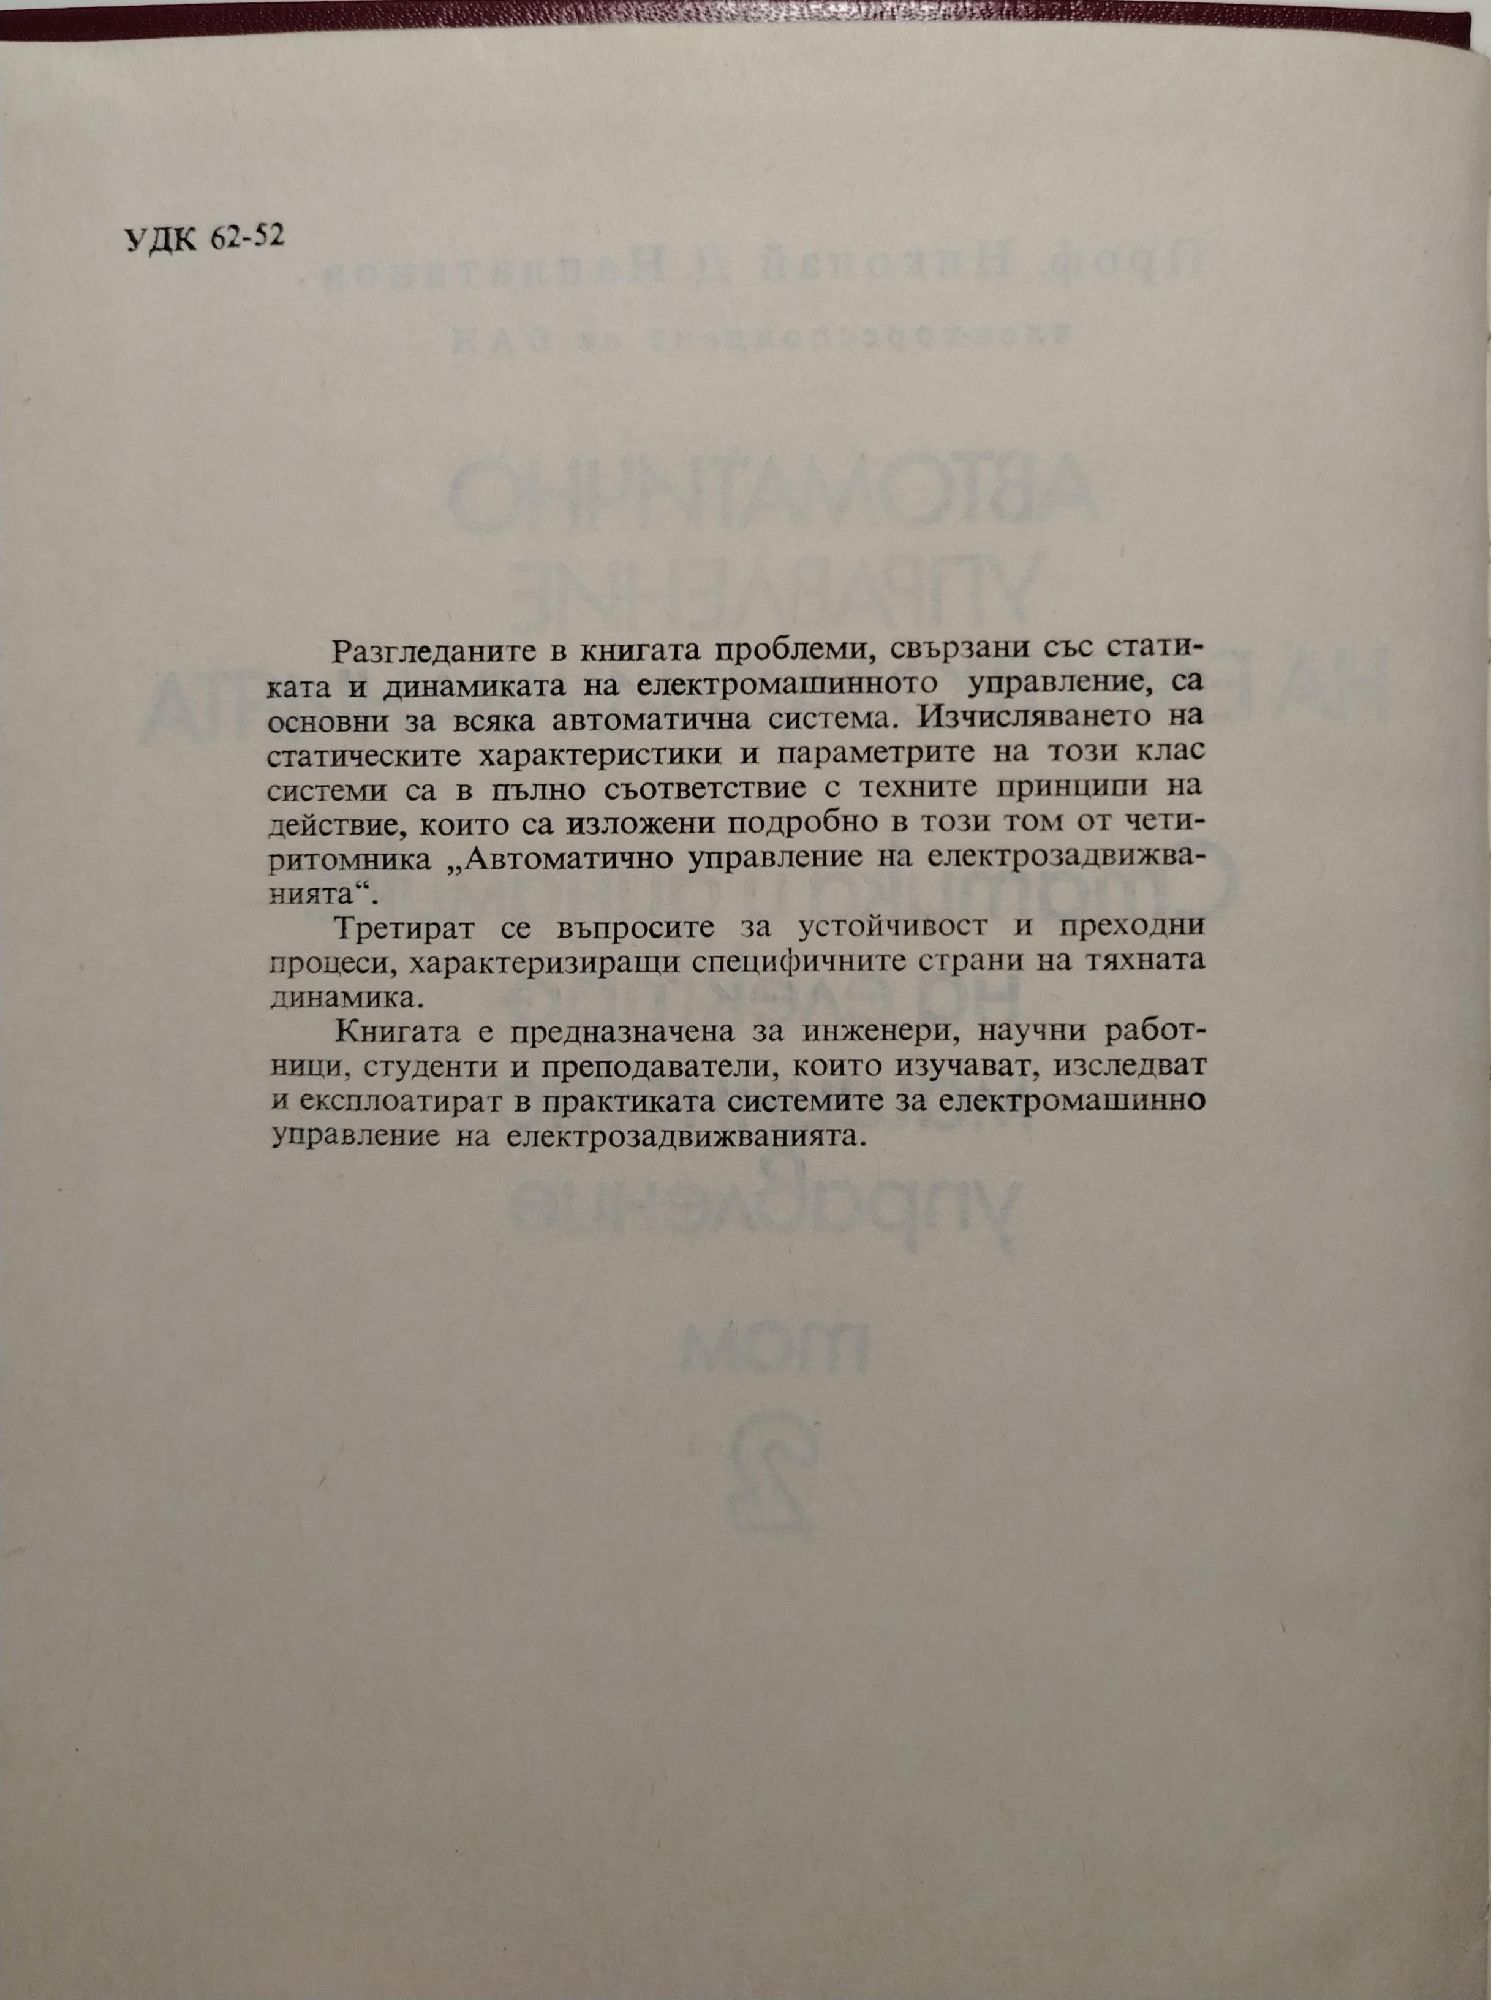 УДК 62-52
Разгледаните в книгата проблеми, свързани със стати-
ката и динамиката на електромашинното управление, са
основни за всяка автоматична система. Изчисляването на
статическите характеристики и параметрите на този клас
системи са в пълно съответствие с техните принципи на
действие, които са изложени подробно в този том от чети-
ритомника „Автоматично управление на електрозадвижва-
нията“.
Третират се въпросите за устойчивост и преходни
процеси, характеризиращи специфичните страни на тяхната
динамика.
Книгата е предназначена за инженери, научни работ-
ници, студенти и преподаватели, които изучават, изследват
и експлоатират в практиката системите за електромашинно
управление на електрозадвижванията.